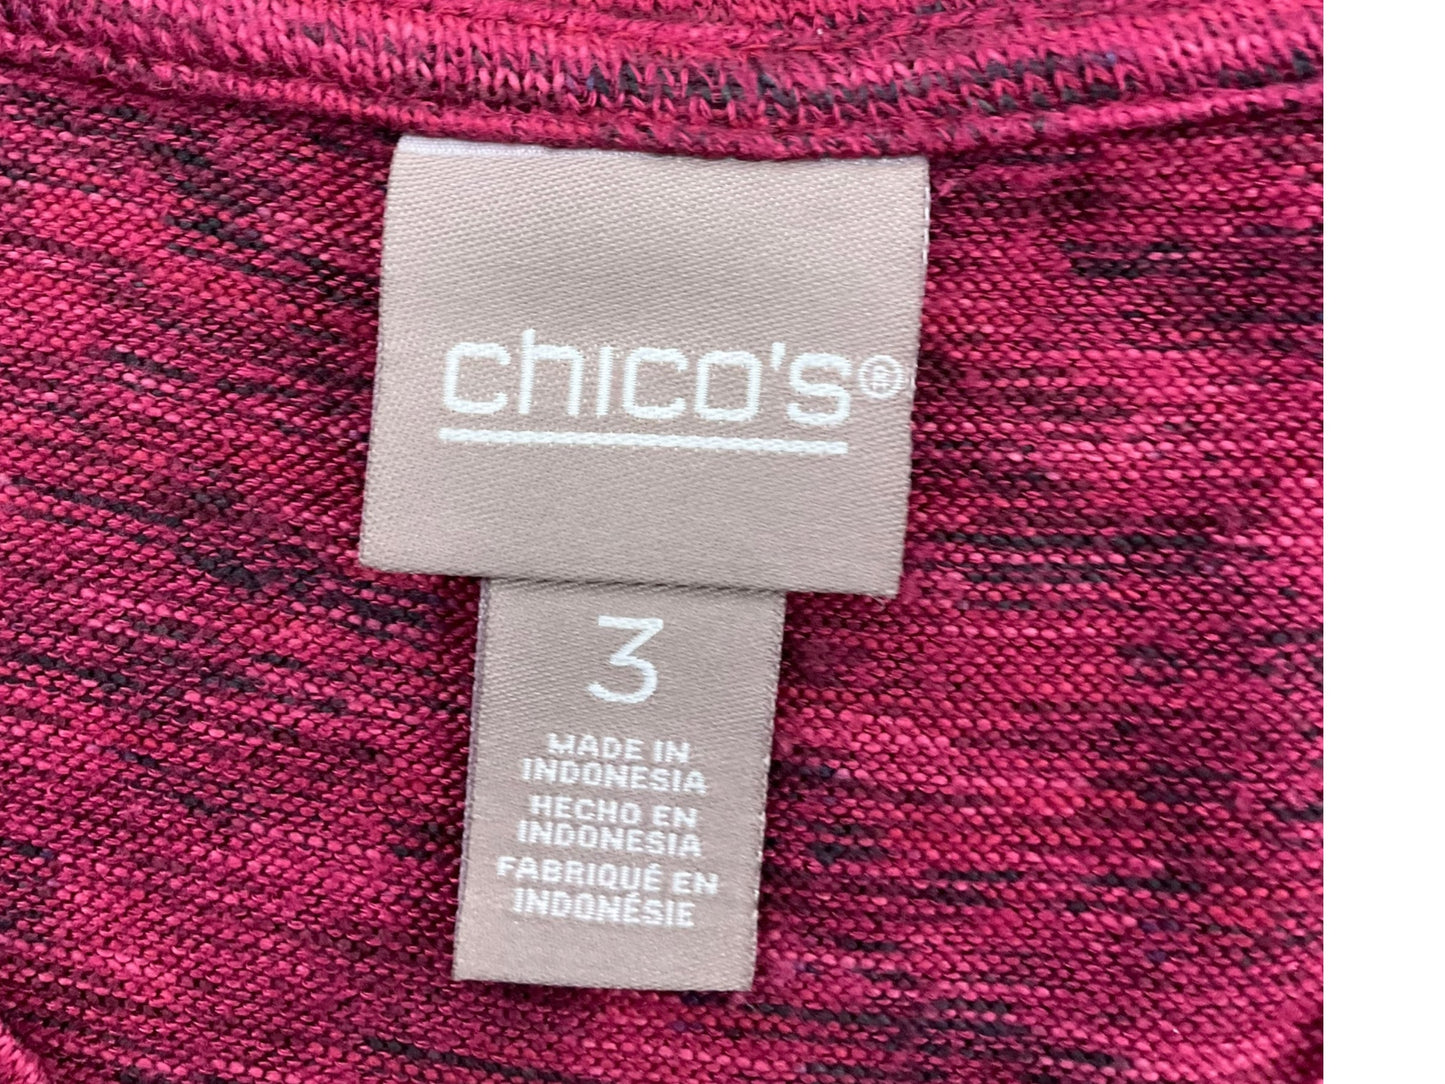 chico's®
3
MADE IN
INDONESIA
HECHO EN
INDONESIA
FABRIQUÉ EN
INDONÉSIE